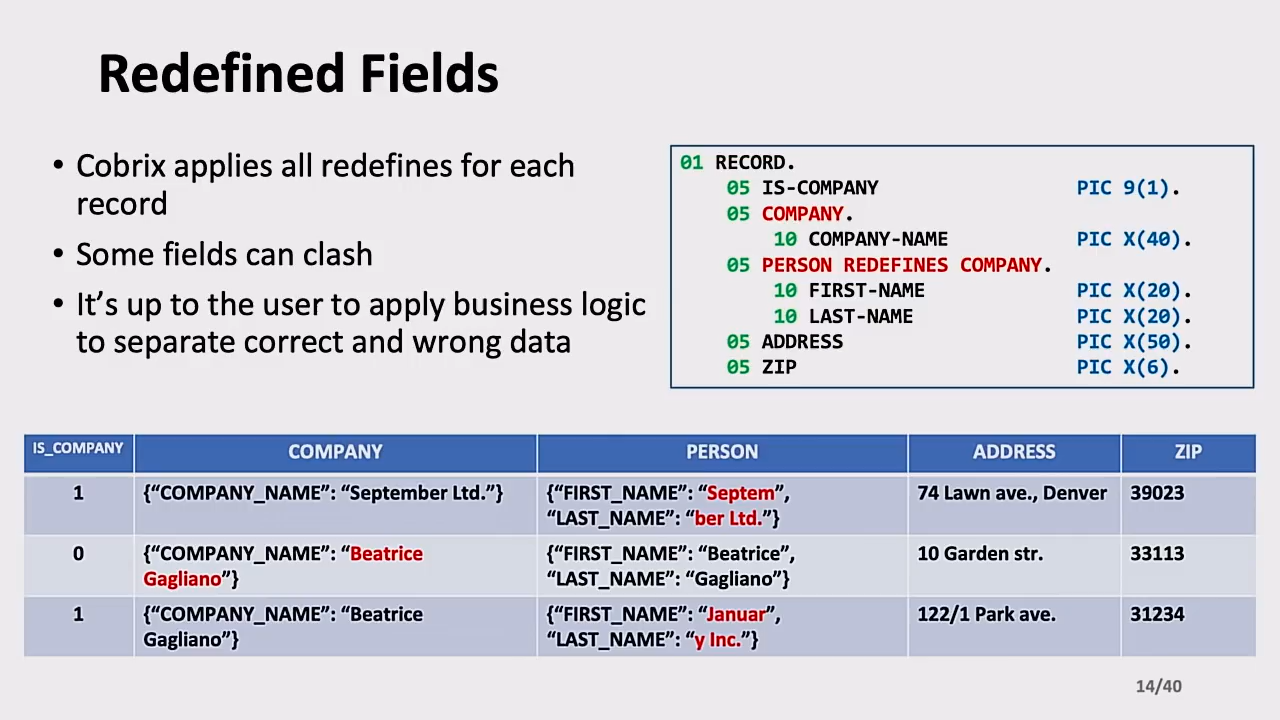 Redefined Fields
• Cobrix applies all redefines for each
record
• Some fields can clash
• It’s up to the user to apply business logic
to separate correct and wrong data
01 RECORD.
05 IS-COMPANY PIC 9(1).
05 COMPANY.
10 COMPANY-NAME PIC X(40).
05 PERSON REDEFINES COMPANY.
10 FIRST-NAME PIC X(20).
10 LAST-NAME PIC X(20).
05 ADDRESS PIC X(50).
05 ZIP PIC X(6).
IS_COMPANY COMPANY PERSON ADDRESS ZIP
1 {“COMPANY_NAME”: “September Ltd.”} {“FIRST_NAME”: “Septem”, 74 Lawn ave., Denver 39023
“LAST_NAME”: “ber Ltd.”}
0 {“COMPANY_NAME”: “Beatrice {“FIRST_NAME”: “Beatrice”, 10 Garden str. 33113
Gagliano”} “LAST_NAME”: “Gagliano”}
1 {“COMPANY_NAME”: “Beatrice {“FIRST_NAME”: “Januar”, 122/1 Park ave. 31234
Gagliano”} “LAST_NAME”: “y Inc.”}
14/40